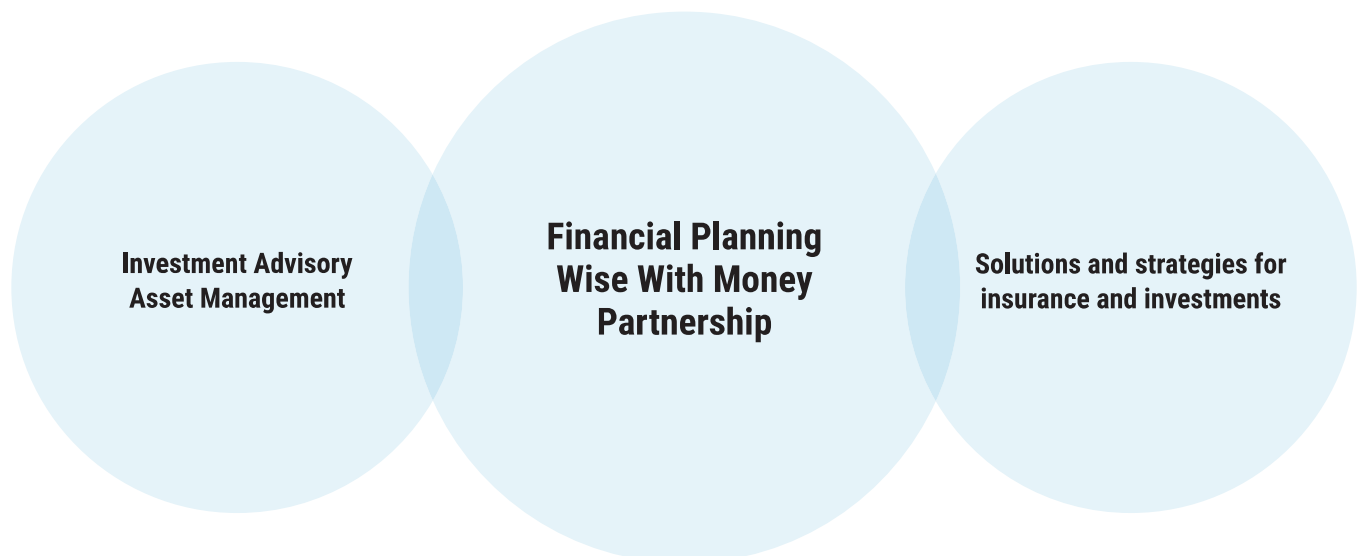 Investment Advisory
Asset Management
Financial Planning
Wise With Money
Partnership
Solutions and strategies for
insurance and investments